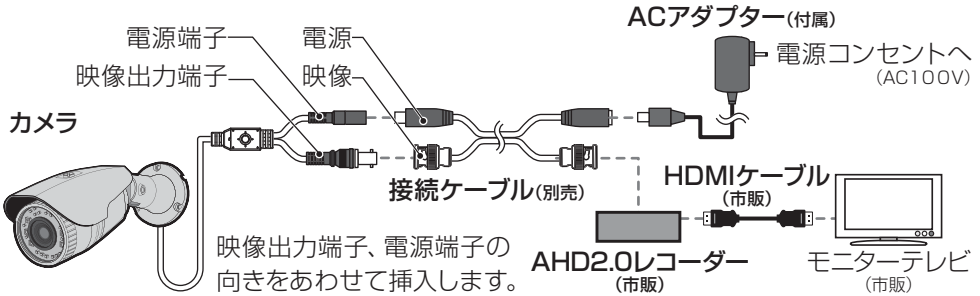 ACアダプター(付属)
電源端子
電源
電源コンセントへ
(AC100V)
映像出力端子
映像
カメラ
接続ケーブル(別売)
HDMIケーブル
(市販)
映像出力端子、電源端子の
向きをあわせて挿入します。
AHD2.0レコーダー
(市販)
モニターテレビ
(市販)